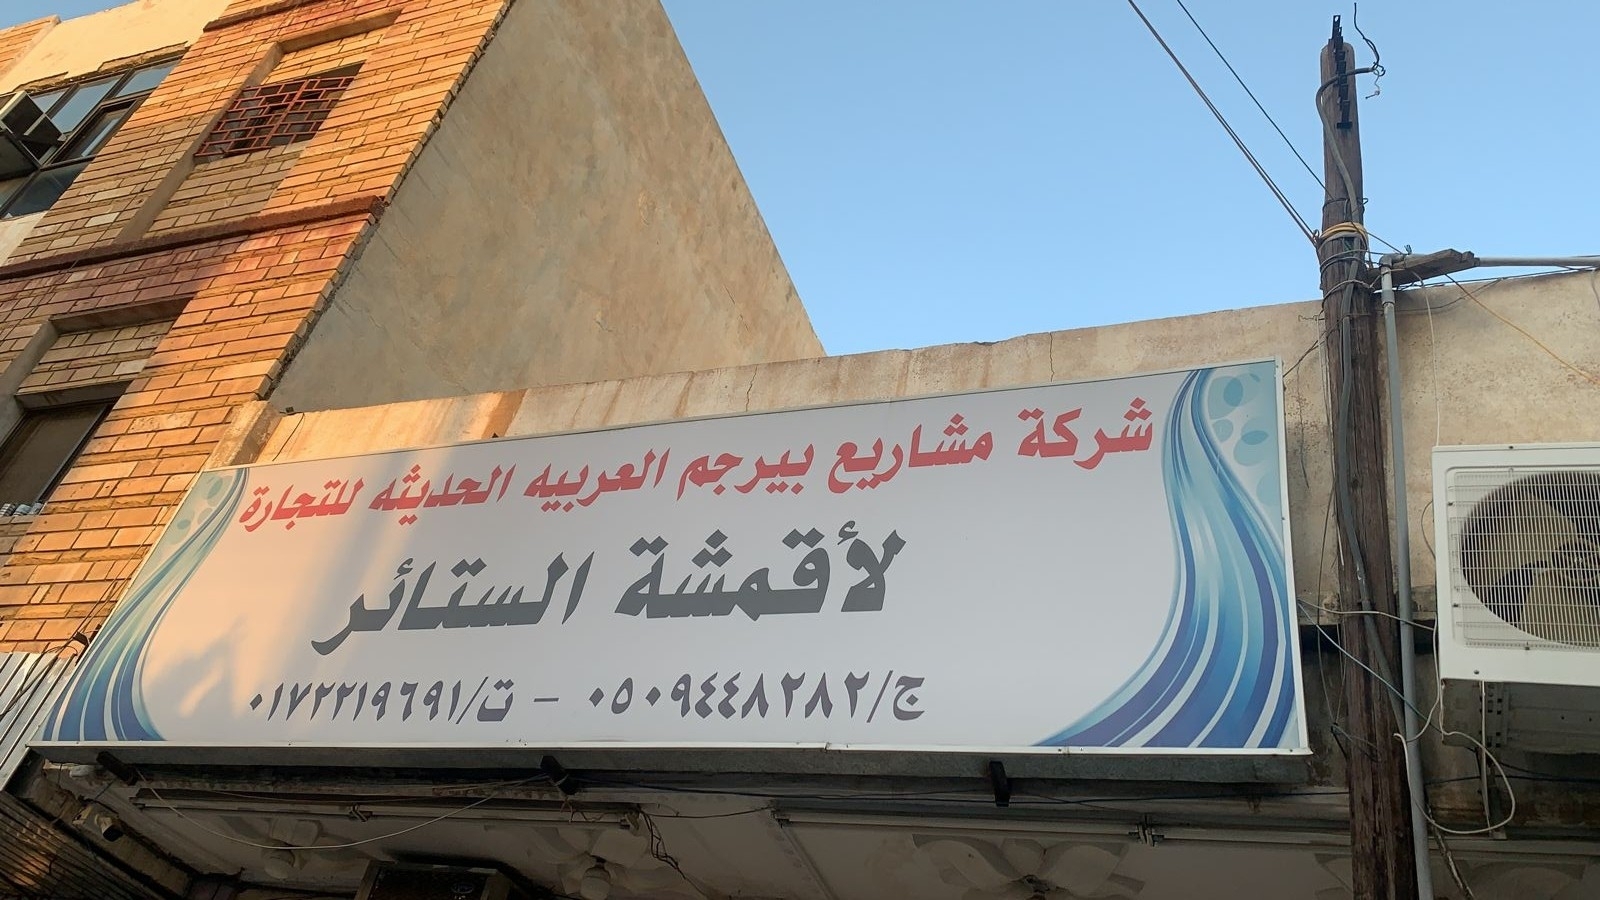 شركة مشاريع بيرجم العربيه الحديثه للتجارة
لأقمشة الستائر
ج/٠٥٠٩٤٤٨٢٨٢ – ت/٠١٧٢٢١٩٦٩١